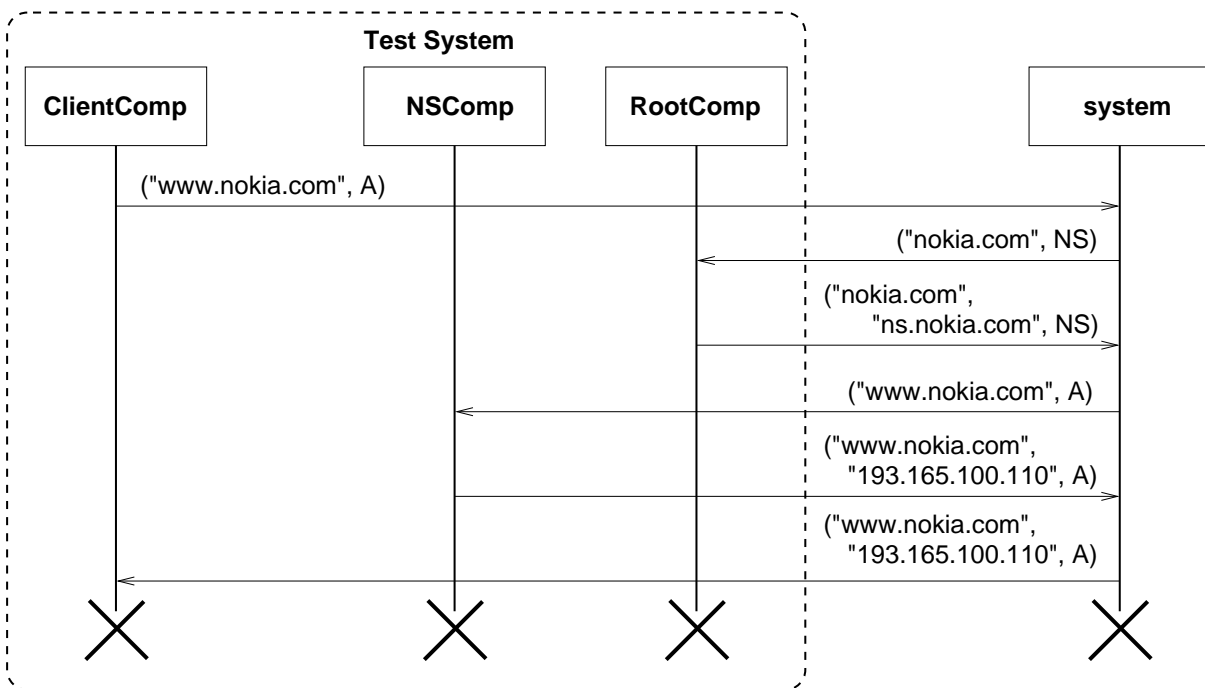 Test System
ClientComp
NSComp
RootComp
system
("www.nokia.com", A)
("nokia.com", NS)
("nokia.com",
"ns.nokia.com", NS)
("www.nokia.com", A)
("www.nokia.com",
"193.165.100.110", A)
("www.nokia.com",
"193.165.100.110", A)